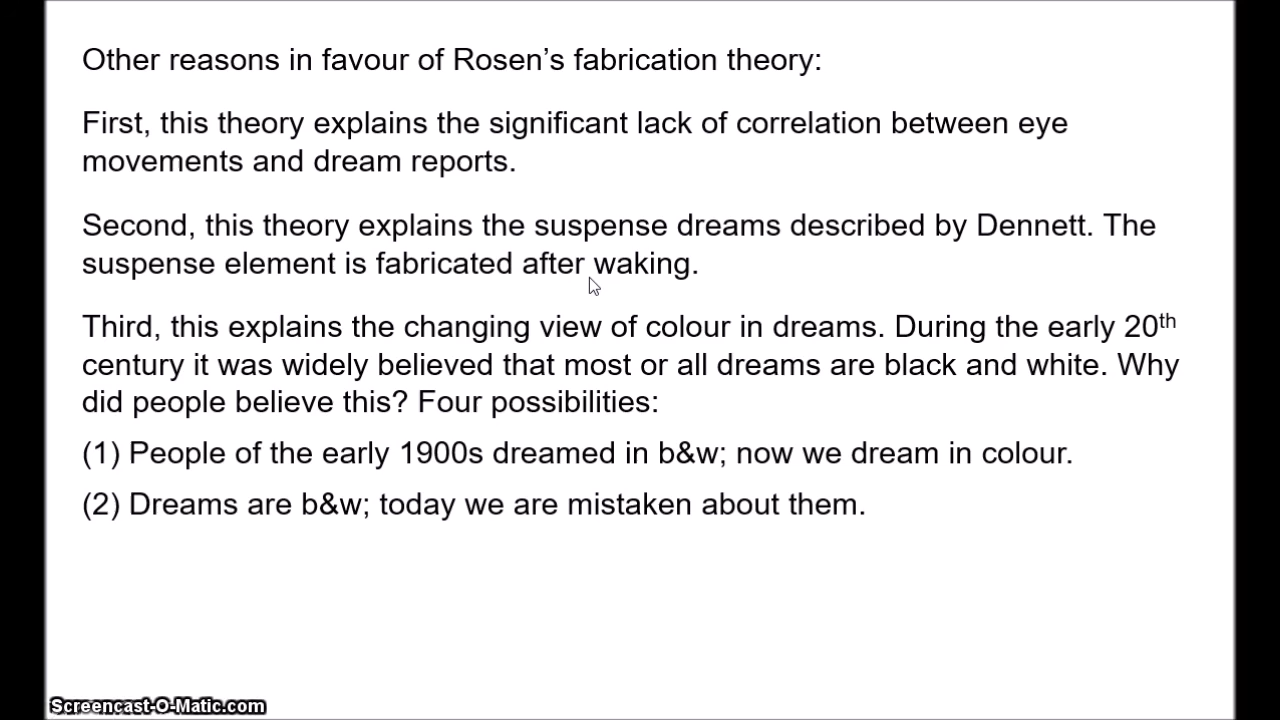 Other reasons in favour of Rosen’s fabrication theory:
First, this theory explains the significant lack of correlation between eye
movements and dream reports.
Second, this theory explains the suspense dreams described by Dennett. The
suspense element is fabricated after waking.
Third, this explains the changing view of colour in dreams. During the early 20th
century it was widely believed that most or all dreams are black and white. Why
did people believe this? Four possibilities:
(1) People of the early 1900s dreamed in b&w; now we dream in colour.
(2) Dreams are b&w; today we are mistaken about them.
Screencast-O-Matic.com